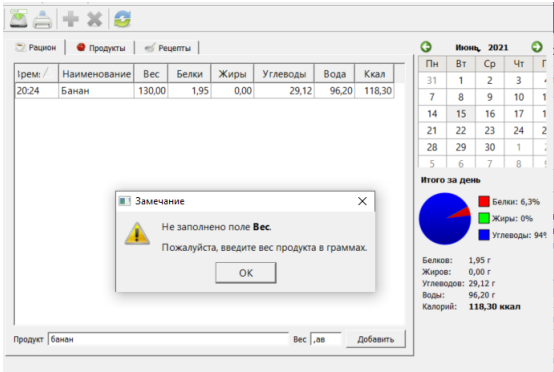 Рацион Продукты Рецепты
Время Наименование Вес Белки Жиры Углеводы Вода Ккал
20:24 Банан 130,00 1,95 0,00 29,12 96,20 118,30
Июнь, 2021
Пн Вт Ср Чт
31 1 2 3
7 8 9 10
14 15 16 17
21 22 23 24
28 29 30 1
5 6 7 8
Итого за день
Белки: 6,3%
Жиры: 0%
Углеводы: 94%
Белков: 1,95 г
Жиров: 0,00 г
Углеводов: 29,12 г
Воды: 96,20 г
Калорий: 118,30 ккал
Замечание
Не заполнено поле Вес.
Пожалуйста, введите вес продукта в граммах.
OK
Продукт банан Вес ,ав Добавить